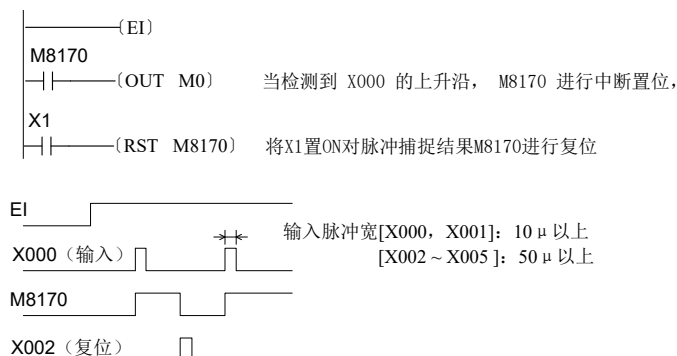 〔EI〕
M8170
〔OUT M0〕 当检测到 X000 的上升沿， M8170 进行中断置位，
X1
〔RST M8170〕 将X1置ON对脉冲捕捉结果M8170进行复位
EI
输入脉冲宽[X000，X001]：10μ以上
X000（输入）
[X002 ~ X005 ]：50μ以上
M8170
X002（复位）